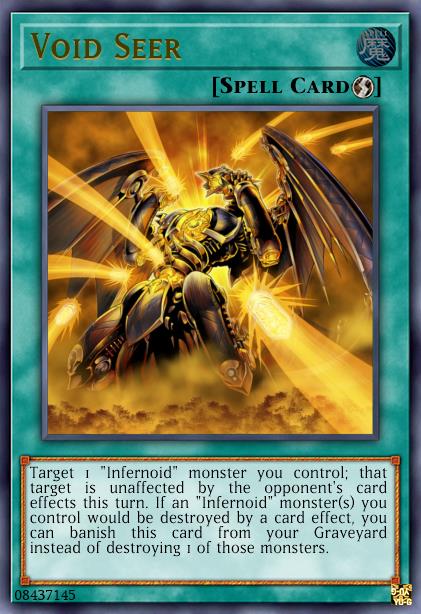 Void Seer
[Spell Card]
Target 1 "Infernoid" monster you control; that
target is unaffected by the opponent's card
effects this turn. If an "Infernoid" monster(s) you
control would be destroyed by a card effect, you
can banish this card from your Graveyard
instead of destroying 1 of those monsters.
08437145